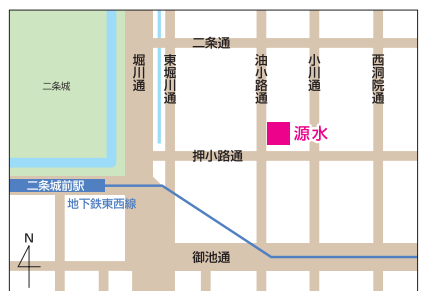 二条通
堀川通
東堀川通
油小路通
小川通
西洞院通
二条城
源水
押小路通
二条城前駅
地下鉄東西線
御池通
N